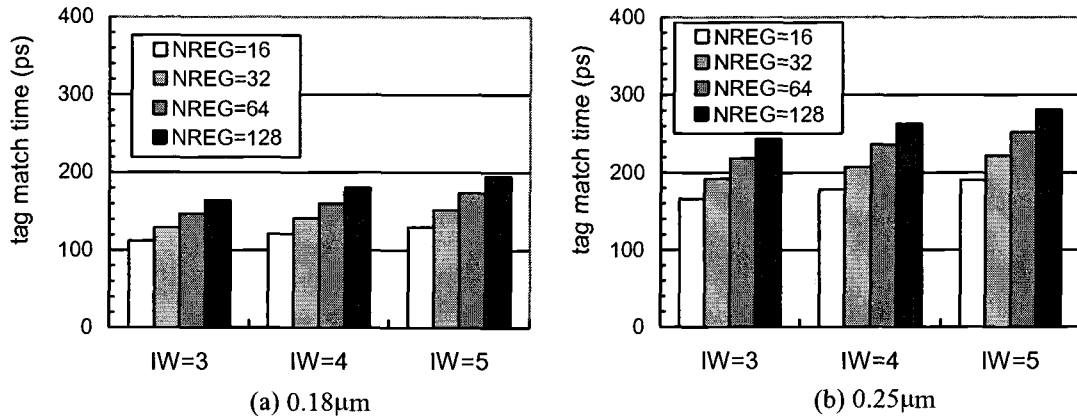 400
300
200
100
0
tag match time (ps)
NREG=16
NREG=32
NREG=64
NREG=128
IW=3 IW=4 IW=5
(a) 0.18μm
400
300
200
100
0
tag match time (ps)
NREG=16
NREG=32
NREG=64
NREG=128
IW=3 IW=4 IW=5
(b) 0.25μm